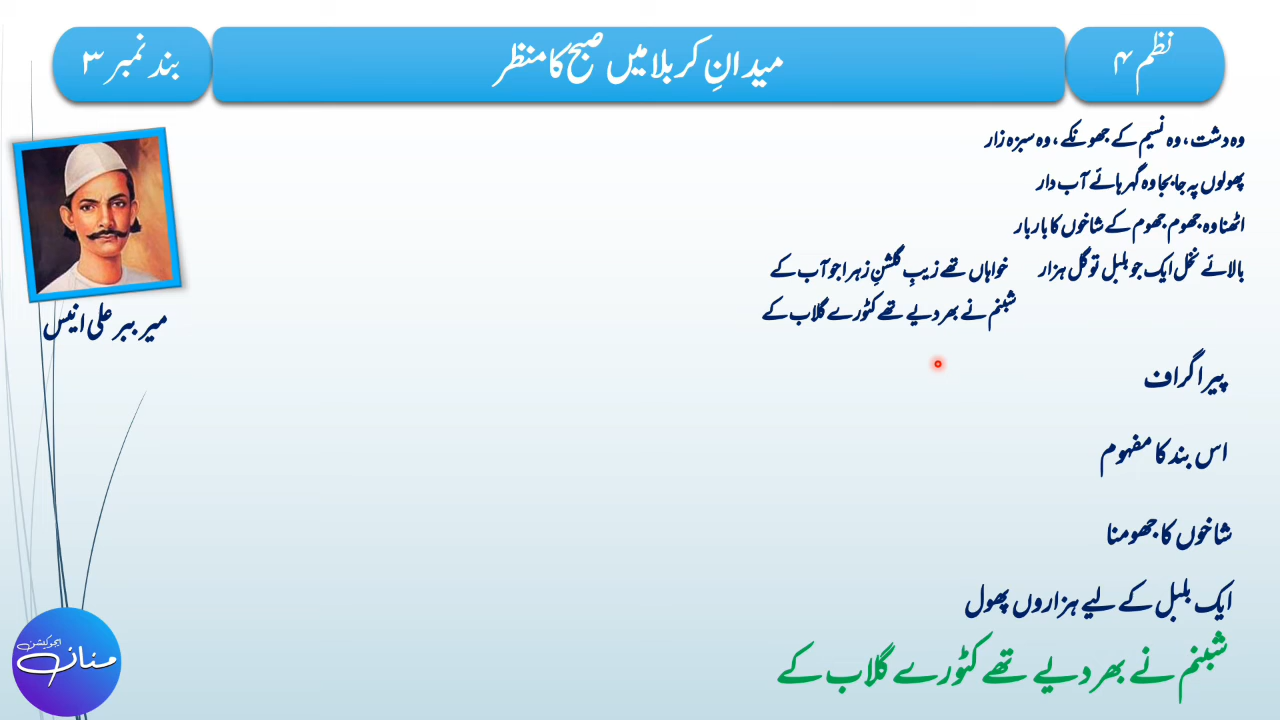 نظم ۴
میدانِ کربلا میں صبح کا منظر
بند نمبر ۳
وہ دشت، وہ نسیم کے جھونکے، وہ سبزہ زار
پھولوں پہ جا بجا وہ گہر ہائے آب دار
اٹھنا وہ جھوم جھوم کے شاخوں کا بار بار
بالائے نخل ایک جو بلبل تو گل ہزار
خواہاں تھے زیبِ گلشنِ زہرا جو آب کے
شبنم نے بھر دیے تھے کٹورے گلاب کے
میر ببر علی انیس
پیراگراف
اس بند کا مفہوم
شاخوں کا جھومنا
ایک بلبل کے لیے ہزاروں پھول
شبنم نے بھر دیے تھے کٹورے گلاب کے
منان
ایجوکیشن